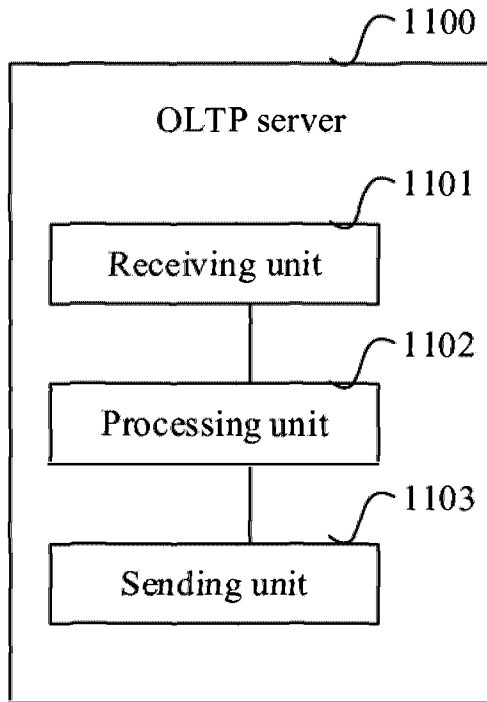 1100
OLTP server
1101
Receiving unit
1102
Processing unit
1103
Sending unit